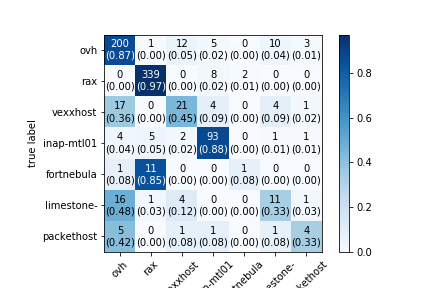 200 1 12 5 0 10 3
(0.87) (0.00) (0.05) (0.02) (0.00) (0.04) (0.01)
0 339 0 8 2 0 0
(0.00) (0.97) (0.00) (0.02) (0.01) (0.00) (0.00)
17 0 21 4 0 4 1
(0.36) (0.00) (0.45) (0.09) (0.00) (0.09) (0.02)
4 5 2 93 0 1 1
(0.04) (0.05) (0.02) (0.88) (0.00) (0.01) (0.01)
1 11 0 0 1 0 0
(0.08) (0.85) (0.00) (0.00) (0.08) (0.00) (0.00)
16 1 4 0 0 11 1
(0.48) (0.03) (0.12) (0.00) (0.00) (0.33) (0.03)
5 0 1 1 0 1 4
(0.42) (0.00) (0.08) (0.08) (0.00) (0.08) (0.33)
ovh
rax
vexxhost
inap-mtl01
fortnebula
limestone-
packethost
true label
ovh
rax
exxhost
p-mtl01
tnebula
estone-
kethost
0.8
0.6
0.4
0.2
0.0